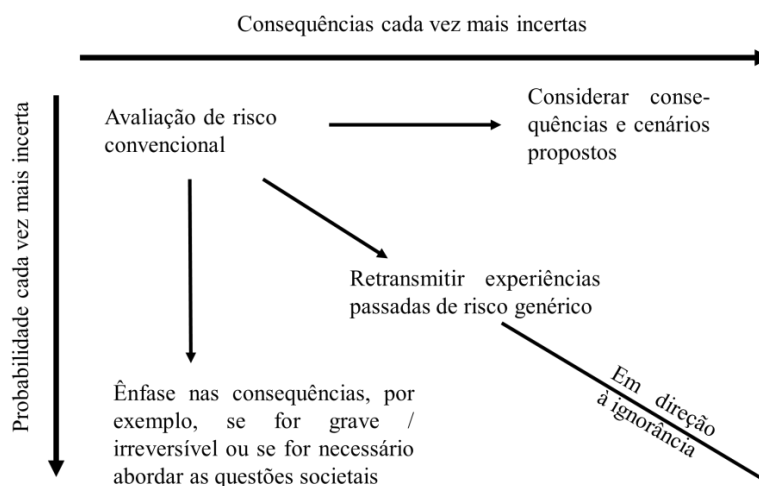 Consequências cada vez mais incertas
Probabilidade cada vez mais incerta
Avaliação de risco
convencional
Considerar conse-
quências e cenários
propostos
Retransmitir experiências
passadas de risco genérico
Ênfase nas consequências, por
exemplo, se for grave /
irreversível ou se for necessário
abordar as questões societais
Em direção
à ignorância